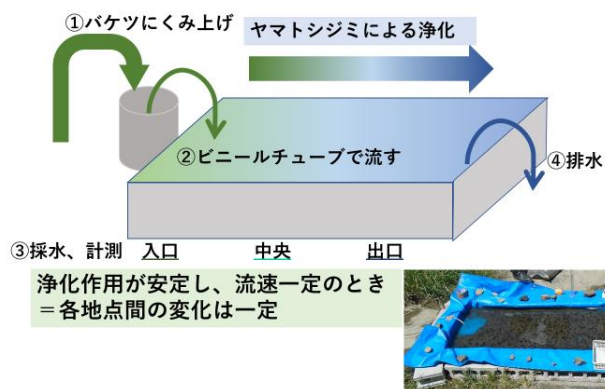 ①バケツにくみ上げ
ヤマトシジミによる浄化
②ビニールチューブで流す
④排水
③採水、計測 入口 中央 出口
浄化作用が安定し、流速一定のとき
＝各地点間の変化は一定